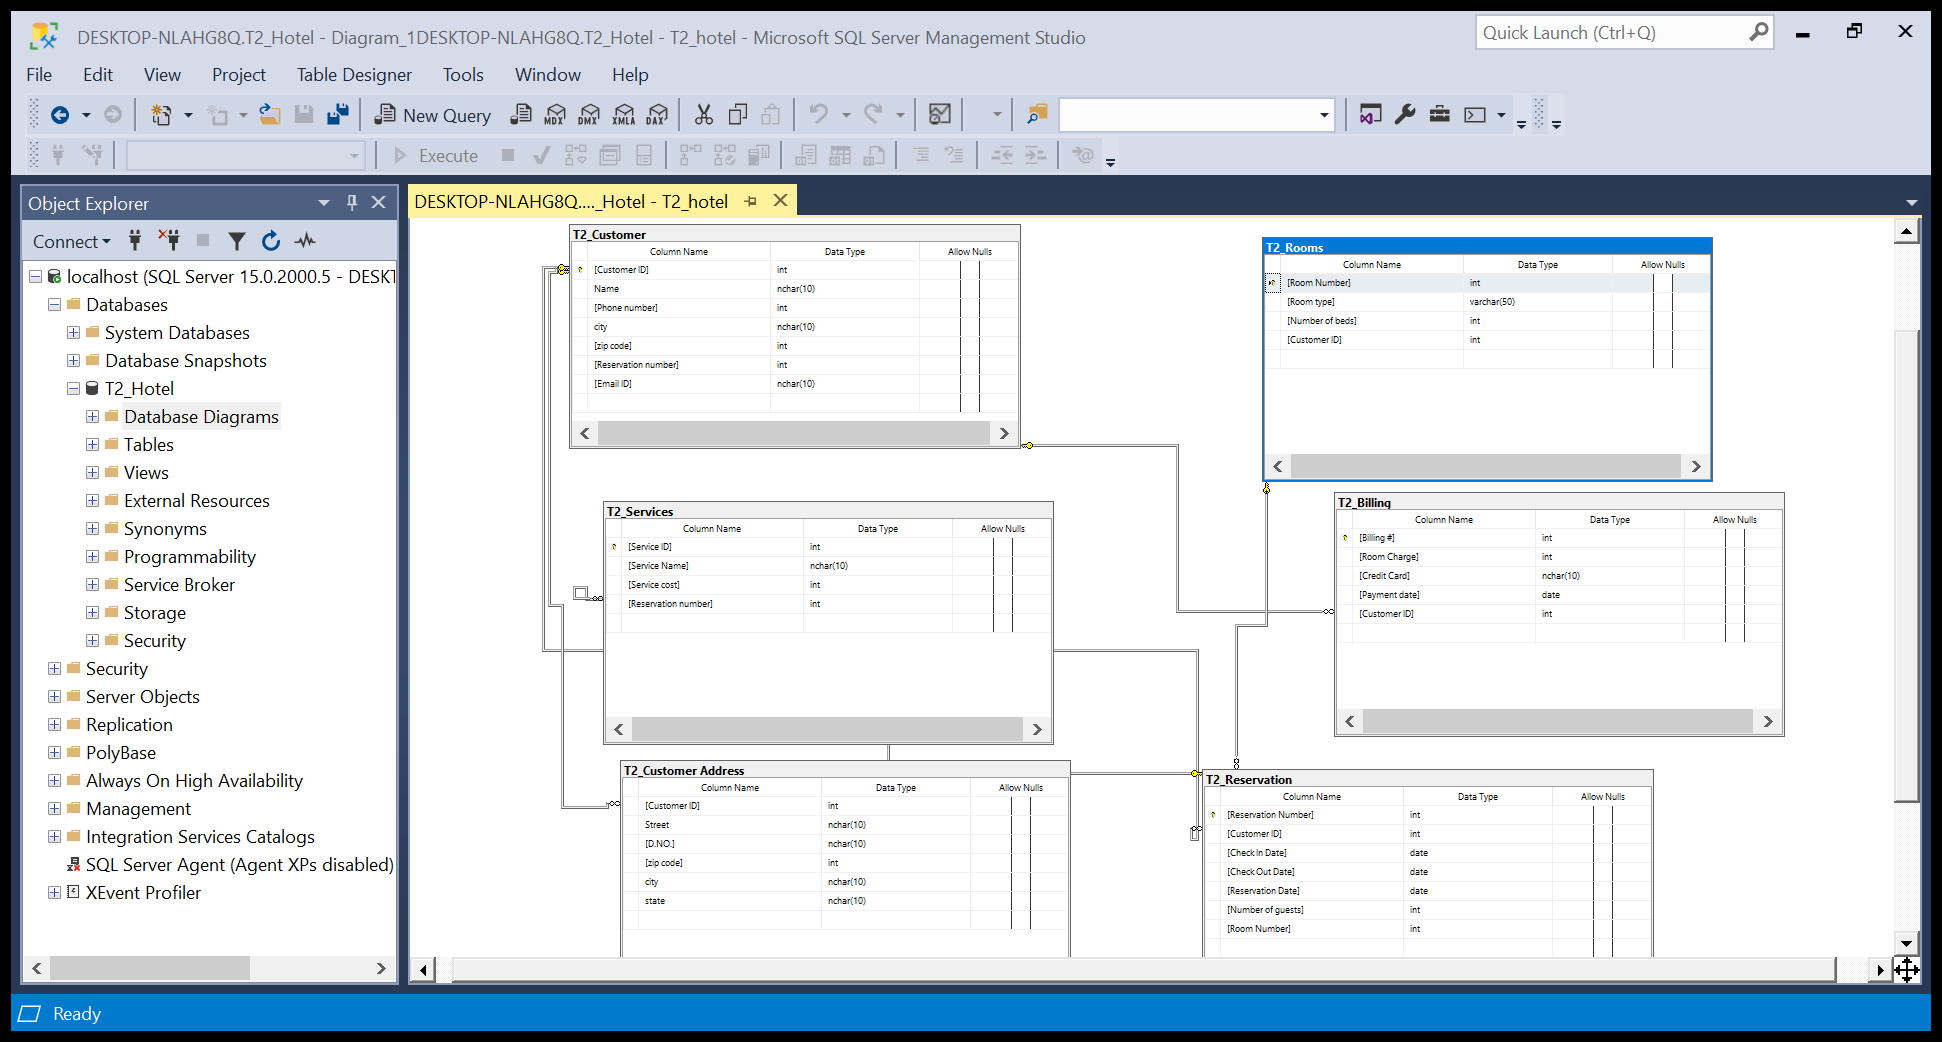 DESKTOP-NLAHG8Q.T2_Hotel - Diagram_1DESKTOP-NLAHG8Q.T2_Hotel - T2_hotel - Microsoft SQL Server Management Studio
Quick Launch (Ctrl+Q)
File Edit View Project Table Designer Tools Window Help
New Query MDX DMX XMLA DAX
Execute
Object Explorer
Connect
localhost (SQL Server 15.0.2000.5 - DESKT
Databases
System Databases
Database Snapshots
T2_Hotel
Database Diagrams
Tables
Views
External Resources
Synonyms
Programmability
Service Broker
Storage
Security
Security
Server Objects
Replication
PolyBase
Always On High Availability
Management
Integration Services Catalogs
SQL Server Agent (Agent XPs disabled)
XEvent Profiler
DESKTOP-NLAHG8Q...._Hotel - T2_hotel
T2_Customer
Column Name Data Type Allow Nulls
[Customer ID] int
Name nchar(10)
[Phone number] int
city nchar(10)
[zip code] int
[Reservation number] int
[Email ID] nchar(10)
T2_Rooms
Column Name Data Type Allow Nulls
[Room Number] int
[Room type] varchar(50)
[Number of beds] int
[Customer ID] int
T2_Services
Column Name Data Type Allow Nulls
[Service ID] int
[Service Name] nchar(10)
[Service cost] int
[Reservation number] int
T2_Billing
Column Name Data Type Allow Nulls
[Billing #] int
[Room Charge] int
[Credit Card] nchar(10)
[Payment date] date
[Customer ID] int
T2_Customer Address
Column Name Data Type Allow Nulls
[Customer ID] int
Street nchar(10)
[D.NO.] nchar(10)
[zip code] int
city nchar(10)
state nchar(10)
T2_Reservation
Column Name Data Type Allow Nulls
[Reservation Number] int
[Customer ID] int
[Check In Date] date
[Check Out Date] date
[Reservation Date] date
[Number of guests] int
[Room Number] int
Ready